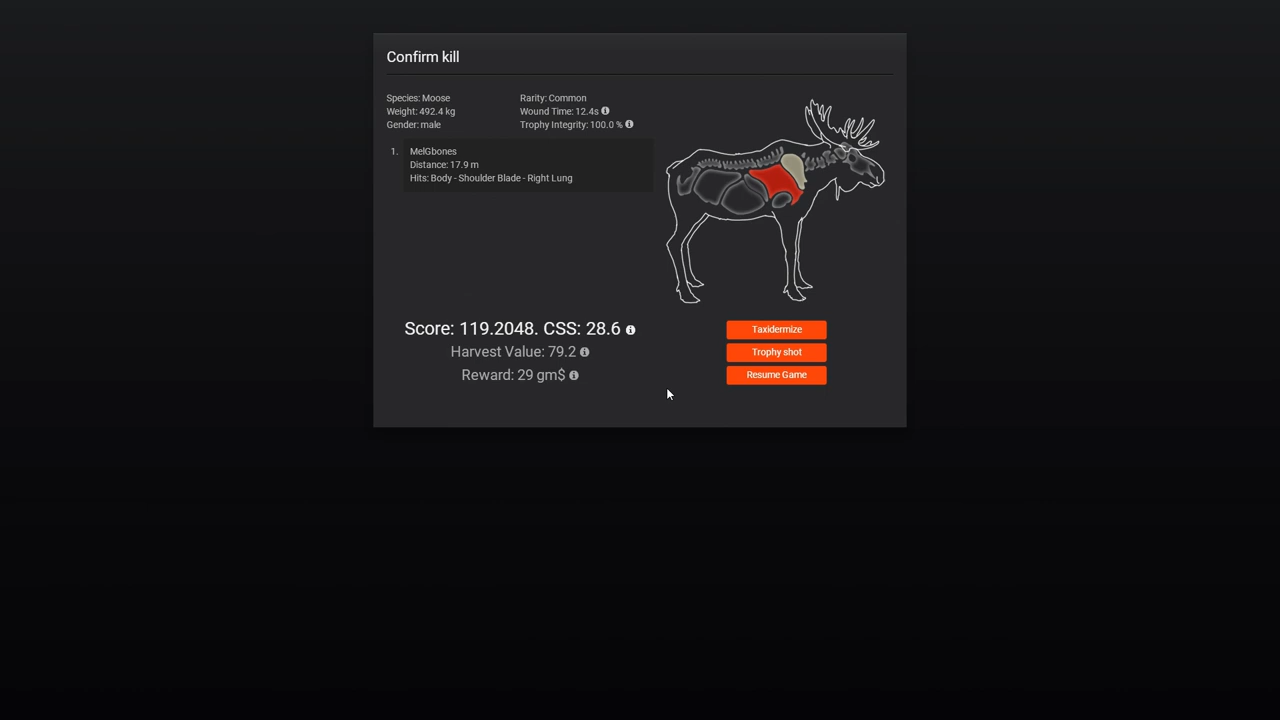 Confirm kill
Species: Moose
Weight: 492.4 kg
Gender: male
Rarity: Common
Wound Time: 12.4s
Trophy Integrity: 100.0 %
1.
MelGbones
Distance: 17.9 m
Hits: Body - Shoulder Blade - Right Lung
Score: 119.2048. CSS: 28.6
Harvest Value: 79.2
Reward: 29 gm$
Taxidermize
Trophy shot
Resume Game